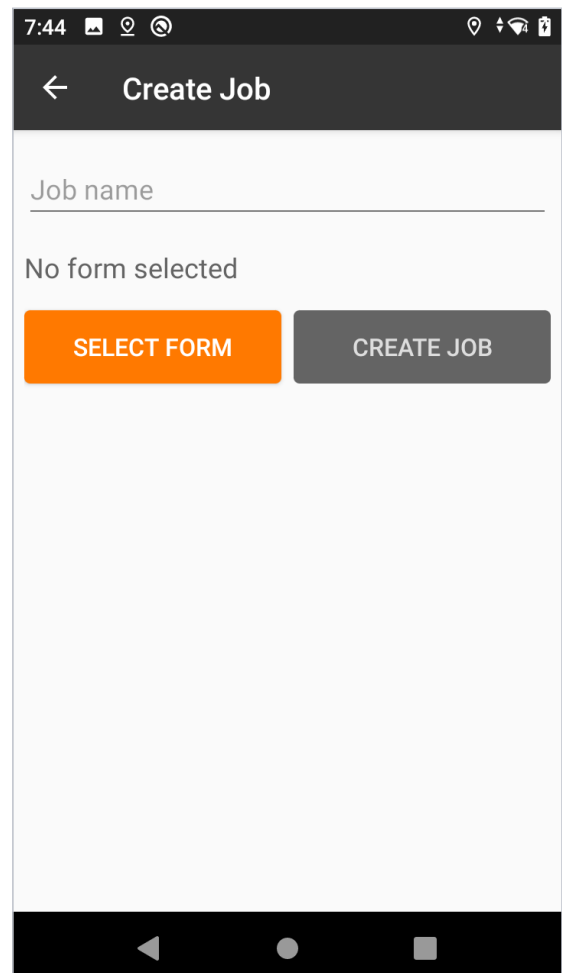 7:44
Create Job
Job name
No form selected
SELECT FORM CREATE JOB